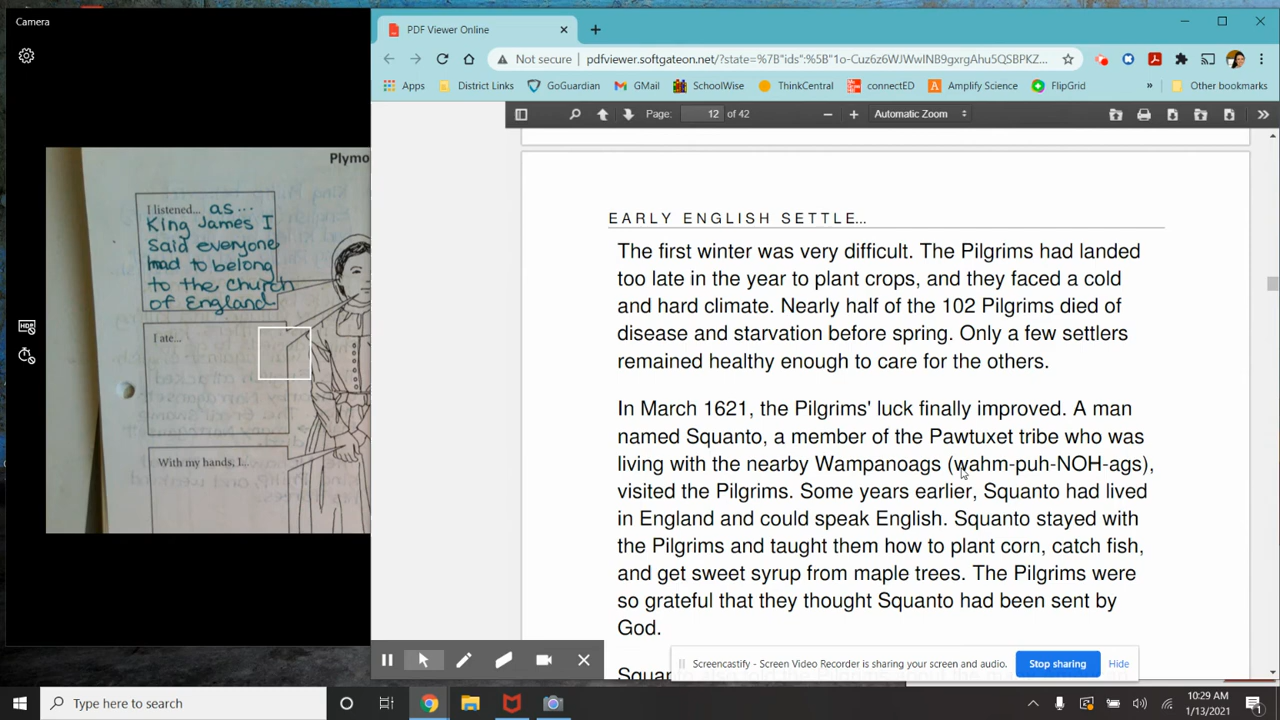 Camera
PDF Viewer Online
Not secure
pdfviewer.softgateon.net/?state=%7B"ids"%5B"1o-Cuz6z6WJWwINB9gxrgAhu5QSBPKZ...
Apps
District Links
GoGuardian
GMail
SchoolWise
ThinkCentral
connectED
Amplify Science
FlipGrid
»
Other bookmarks
Page:
12 of 42
Automatic Zoom
Plymo
I listened... as...
King James I
said everyone
had to belong
to the church
of England
I ate...
With my hands, I...
EARLY ENGLISH SETTLE...
The first winter was very difficult. The Pilgrims had landed
too late in the year to plant crops, and they faced a cold
and hard climate. Nearly half of the 102 Pilgrims died of
disease and starvation before spring. Only a few settlers
remained healthy enough to care for the others.
In March 1621, the Pilgrims' luck finally improved. A man
named Squanto, a member of the Pawtuxet tribe who was
living with the nearby Wampanoags (wahm-puh-NOH-ags),
visited the Pilgrims. Some years earlier, Squanto had lived
in England and could speak English. Squanto stayed with
the Pilgrims and taught them how to plant corn, catch fish,
and get sweet syrup from maple trees. The Pilgrims were
so grateful that they thought Squanto had been sent by
God.
Screencastify - Screen Video Recorder is sharing your screen and audio.
Stop sharing
Hide
Type here to search
10:29 AM
1/13/2021